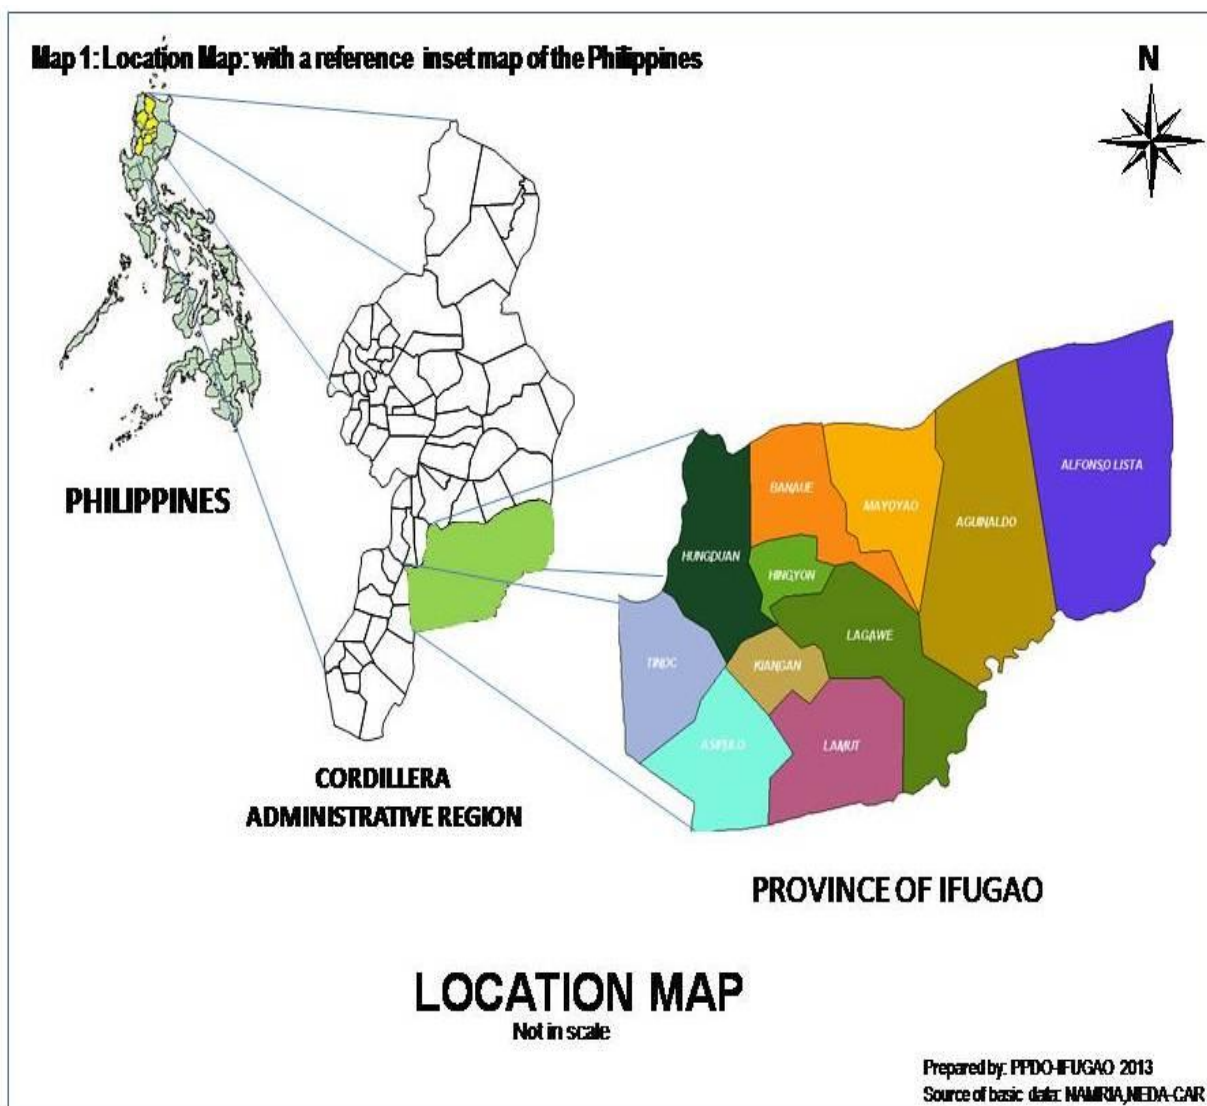 Map 1: Location Map: with a reference inset map of the Philippines
N
PHILIPPINES
CORDILLERA
ADMINISTRATIVE REGION
ALFONSO LISTA
BANAUE
MAYOYAO
AGUINALDO
HUNGDUAN
HINGYON
LAGAWE
TINOC
KIANGAN
ASIPULO
LAMUT
PROVINCE OF IFUGAO
LOCATION MAP
Not in scale
Prepared by: PPDO-IFUGAO 2013
Source of basic data: NAMRIA,NEDA-CAR